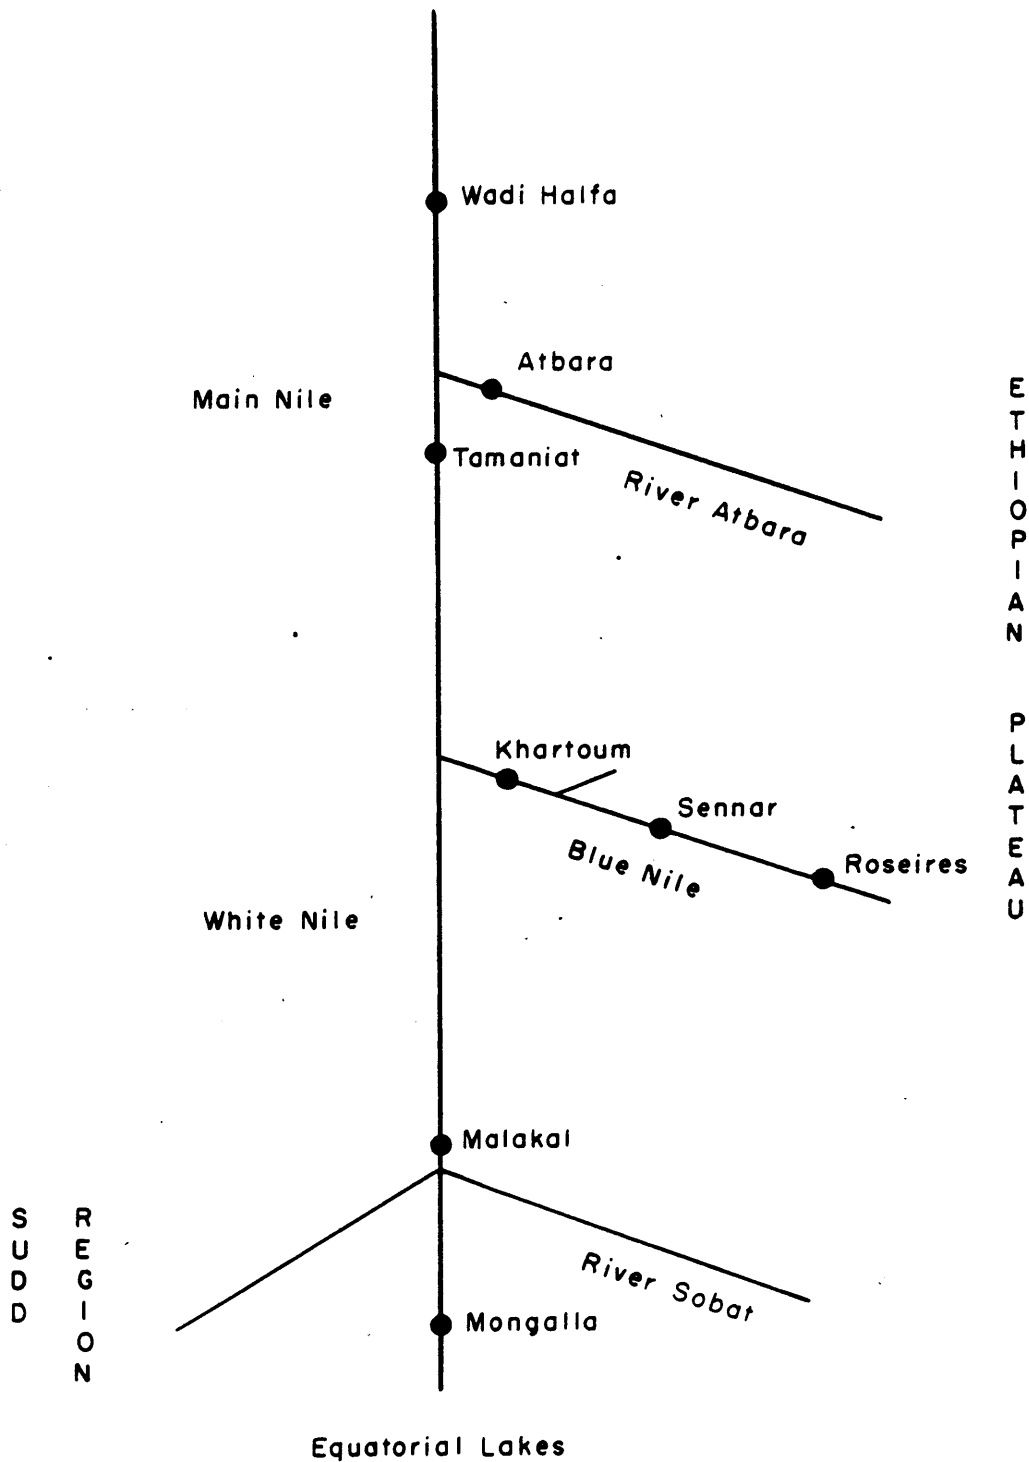 Wadi Halfa
Atbara
Main Nile
Tamaniat
River Atbara
ETHIOPIAN PLATEAU
Khartoum
Sennar
Blue Nile
Roseires
White Nile
Malakal
SUDD REGION
River Sobat
Mongalla
Equatorial Lakes